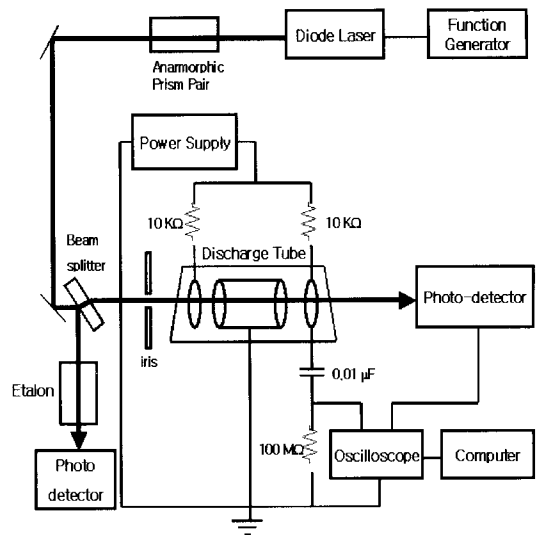 Diode Laser
Function
Generator
Anarmorphic
Prism Pair
Power Supply
10 KΩ
10 KΩ
Beam
splitter
Discharge Tube
Photo-detector
iris
0,01 μF
Etalon
100 MΩ
Oscilloscope
Computer
Photo
detector